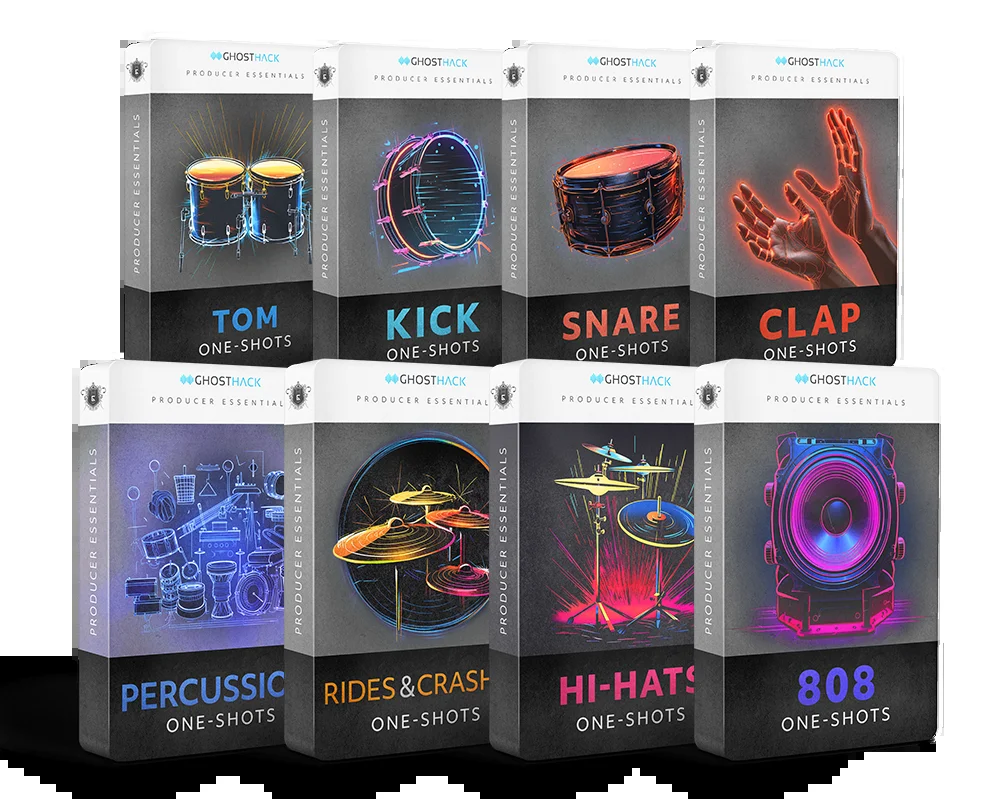 GHOSTHACK
PRODUCER ESSENTIALS
PRODUCER ESSENTIALS
TOM
ONE-SHOTS
GHOSTHACK
PRODUCER ESSENTIALS
PRODUCER ESSENTIALS
KICK
ONE-SHOTS
GHOSTHACK
PRODUCER ESSENTIALS
PRODUCER ESSENTIALS
SNARE
ONE-SHOTS
GHOSTHACK
PRODUCER ESSENTIALS
PRODUCER ESSENTIALS
CLAP
ONE-SHOTS
GHOSTHACK
PRODUCER ESSENTIAL
PRODUCER ESSENTIALS
PERCUSSIO
ONE-SHOTS
GHOSTHACK
PRODUCER ESSENTIAL
PRODUCER ESSENTIALS
RIDES & CRASH
ONE-SHOTS
GHOSTHACK
PRODUCER ESSENTIAL
PRODUCER ESSENTIALS
HI-HATS
ONE-SHOTS
GHOSTHACK
PRODUCER ESSENTIALS
PRODUCER ESSENTIALS
808
ONE-SHOTS